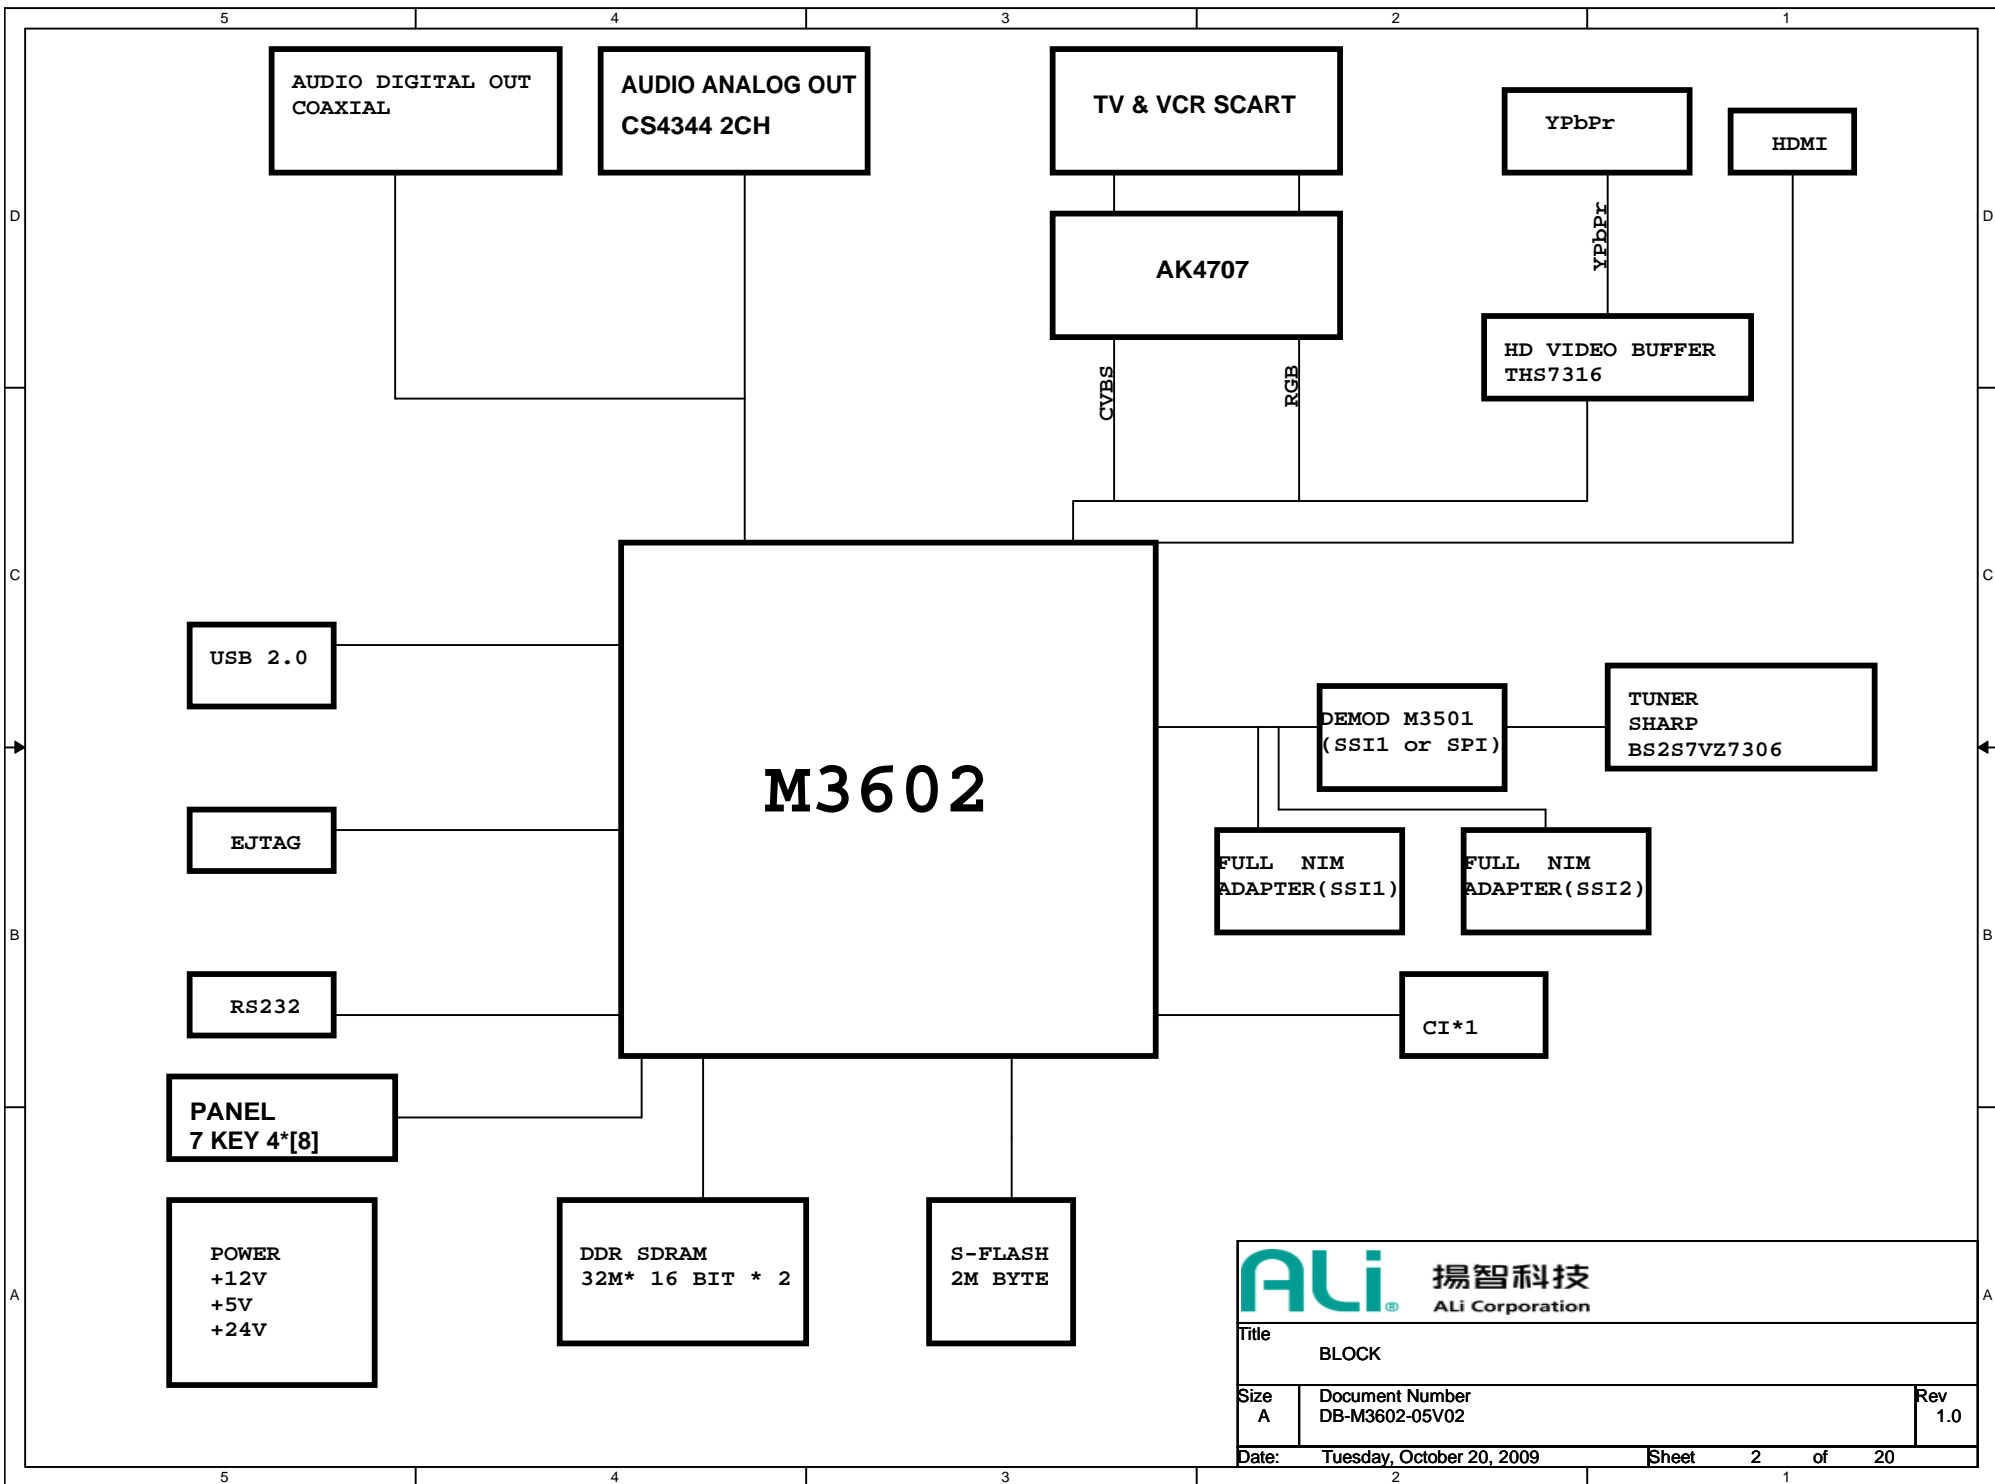 5 4 3 2 1
AUDIO DIGITAL OUT
COAXIAL
AUDIO ANALOG OUT
CS4344 2CH
TV & VCR SCART
YPbPr
HDMI
D
D
YPbPr
AK4707
HD VIDEO BUFFER
THS7316
CVBS
RGB
C
C
USB 2.0
M3602
DEMOD M3501
(SSI1 or SPI)
TUNER
SHARP
BS2S7VZ7306
EJTAG
FULL NIM
ADAPTER(SSI1)
FULL NIM
ADAPTER(SSI2)
B
B
RS232
CI*1
PANEL
7 KEY 4*[8]
POWER
+12V
+5V
+24V
DDR SDRAM
32M* 16 BIT * 2
S-FLASH
2M BYTE
A
A
ALi®
揚智科技
ALi Corporation
Title
BLOCK
Size
A
Document Number
DB-M3602-05V02
Rev
1.0
Date: Tuesday, October 20, 2009 Sheet 2 of 20
5 4 3 2 1